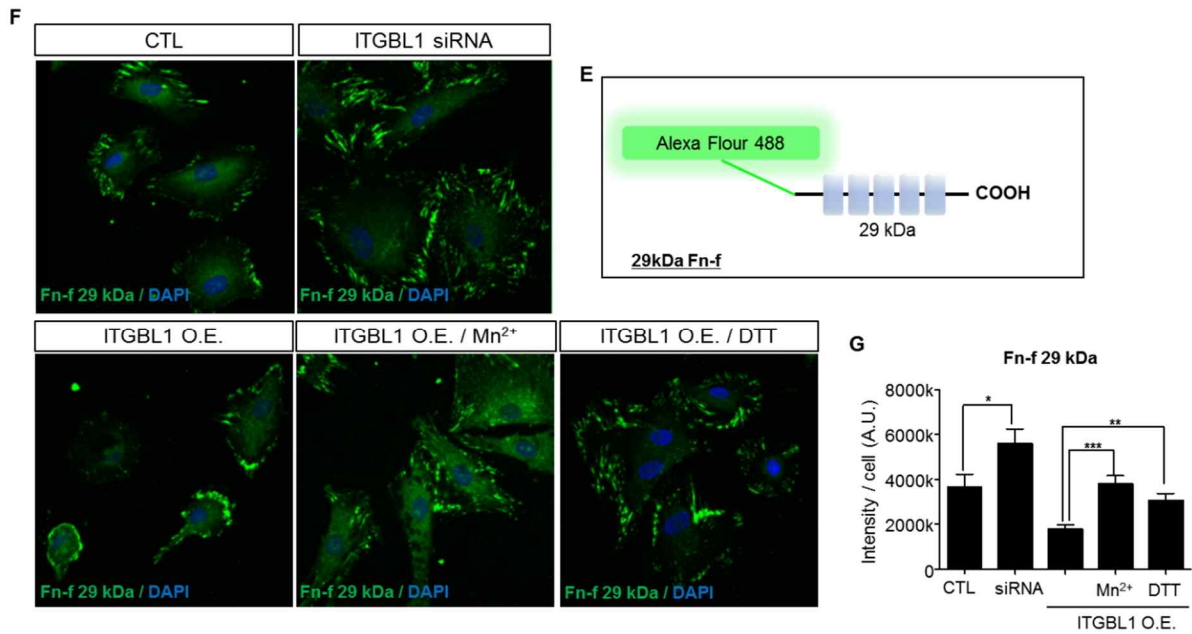 F
CTL
ITGBL1 siRNA
Fn-f 29 kDa / DAPI
Fn-f 29 kDa / DAPI
ITGBL1 O.E.
ITGBL1 O.E. / Mn²⁺
ITGBL1 O.E. / DTT
Fn-f 29 kDa / DAPI
Fn-f 29 kDa / DAPI
Fn-f 29 kDa / DAPI
E
Alexa Flour 488
COOH
29 kDa
29kDa Fn-f
G
Fn-f 29 kDa
Intensity / cell (A.U.)
8000k
6000k
4000k
2000k
0
*
**
***
CTL
siRNA
Mn²⁺
DTT
ITGBL1 O.E.